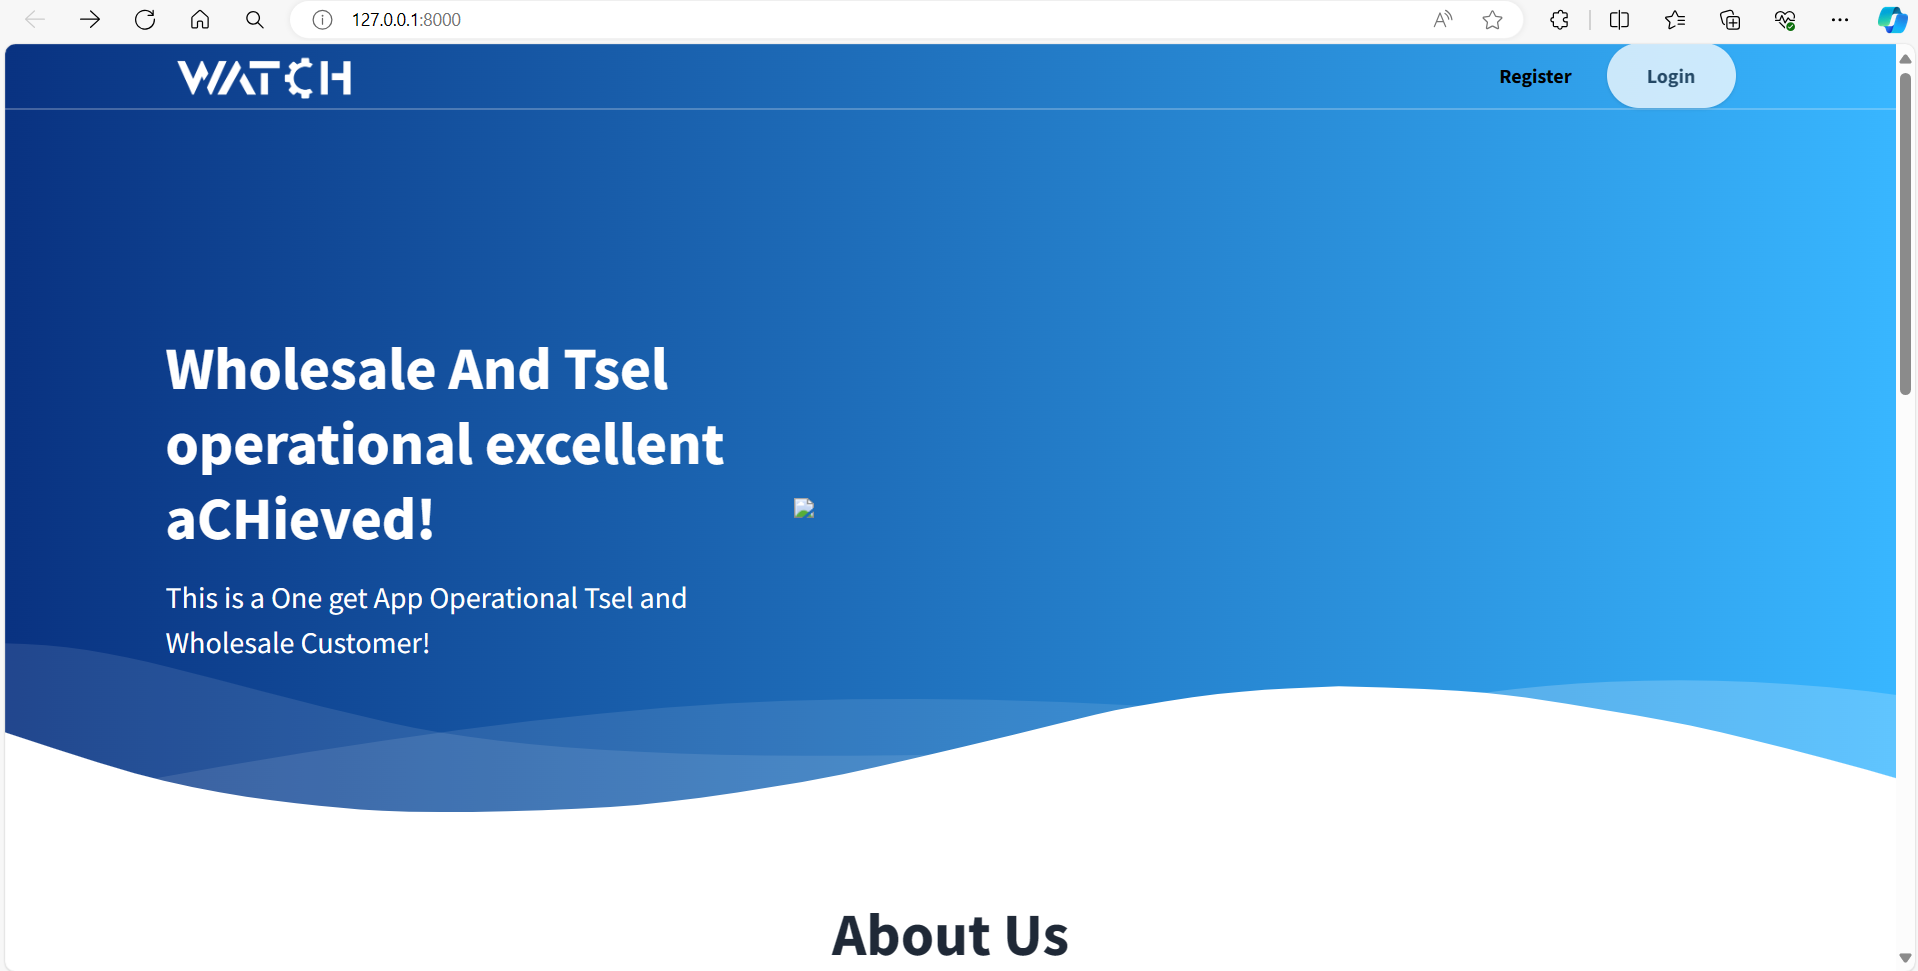 127.0.0.1:8000
WATCH
Register
Login
Wholesale And Tsel
operational excellent
aCHieved!
This is a One get App Operational Tsel and
Wholesale Customer!
About Us